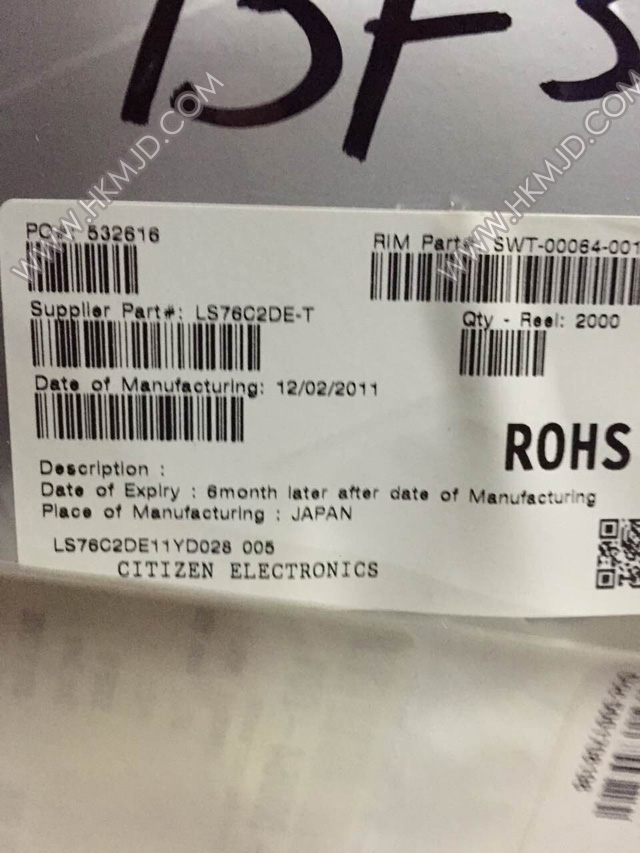 WWW.HKMJD.COM
WWW.HKMJD.COM
532616
RIM Part#: SWT-00064-001
Supplier Part#: LS76C2DE-T
Qty - Reel: 2000
Date of Manufacturing: 12/02/2011
ROHS
Description :
Date of Expiry : 6month later after date of Manufacturing
Place of Manufacturing : JAPAN
LS76C2DE11YD028 005
CITIZEN ELECTRONICS